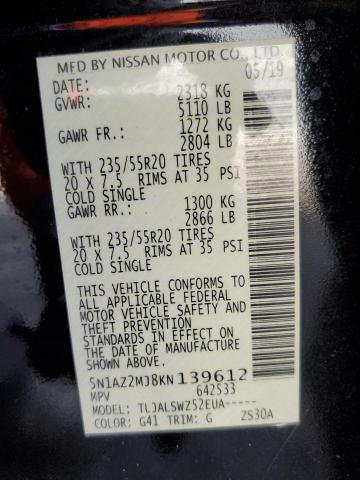 MFD BY NISSAN MOTOR CO., LTD.
DATE: 05/19
GVWR: 2318 KG
5110 LB
GAWR FR.: 1272 KG
2804 LB
WITH 235/55R20 TIRES
20 X 7.5 RIMS AT 35 PSI
COLD SINGLE
GAWR RR.: 1300 KG
2866 LB
WITH 235/55R20 TIRES
20 X 7.5 RIMS AT 35 PSI
COLD SINGLE
THIS VEHICLE CONFORMS TO
ALL APPLICABLE FEDERAL
MOTOR VEHICLE SAFETY AND
THEFT PREVENTION
STANDARDS IN EFFECT ON THE
DATE OF MANUFACTURE
SHOWN ABOVE.
5N1AZ2MJ8KN139612
MPV 642533
MODEL: TLJALSWZ52EUA-----
COLOR: G41 TRIM: G ZS30A